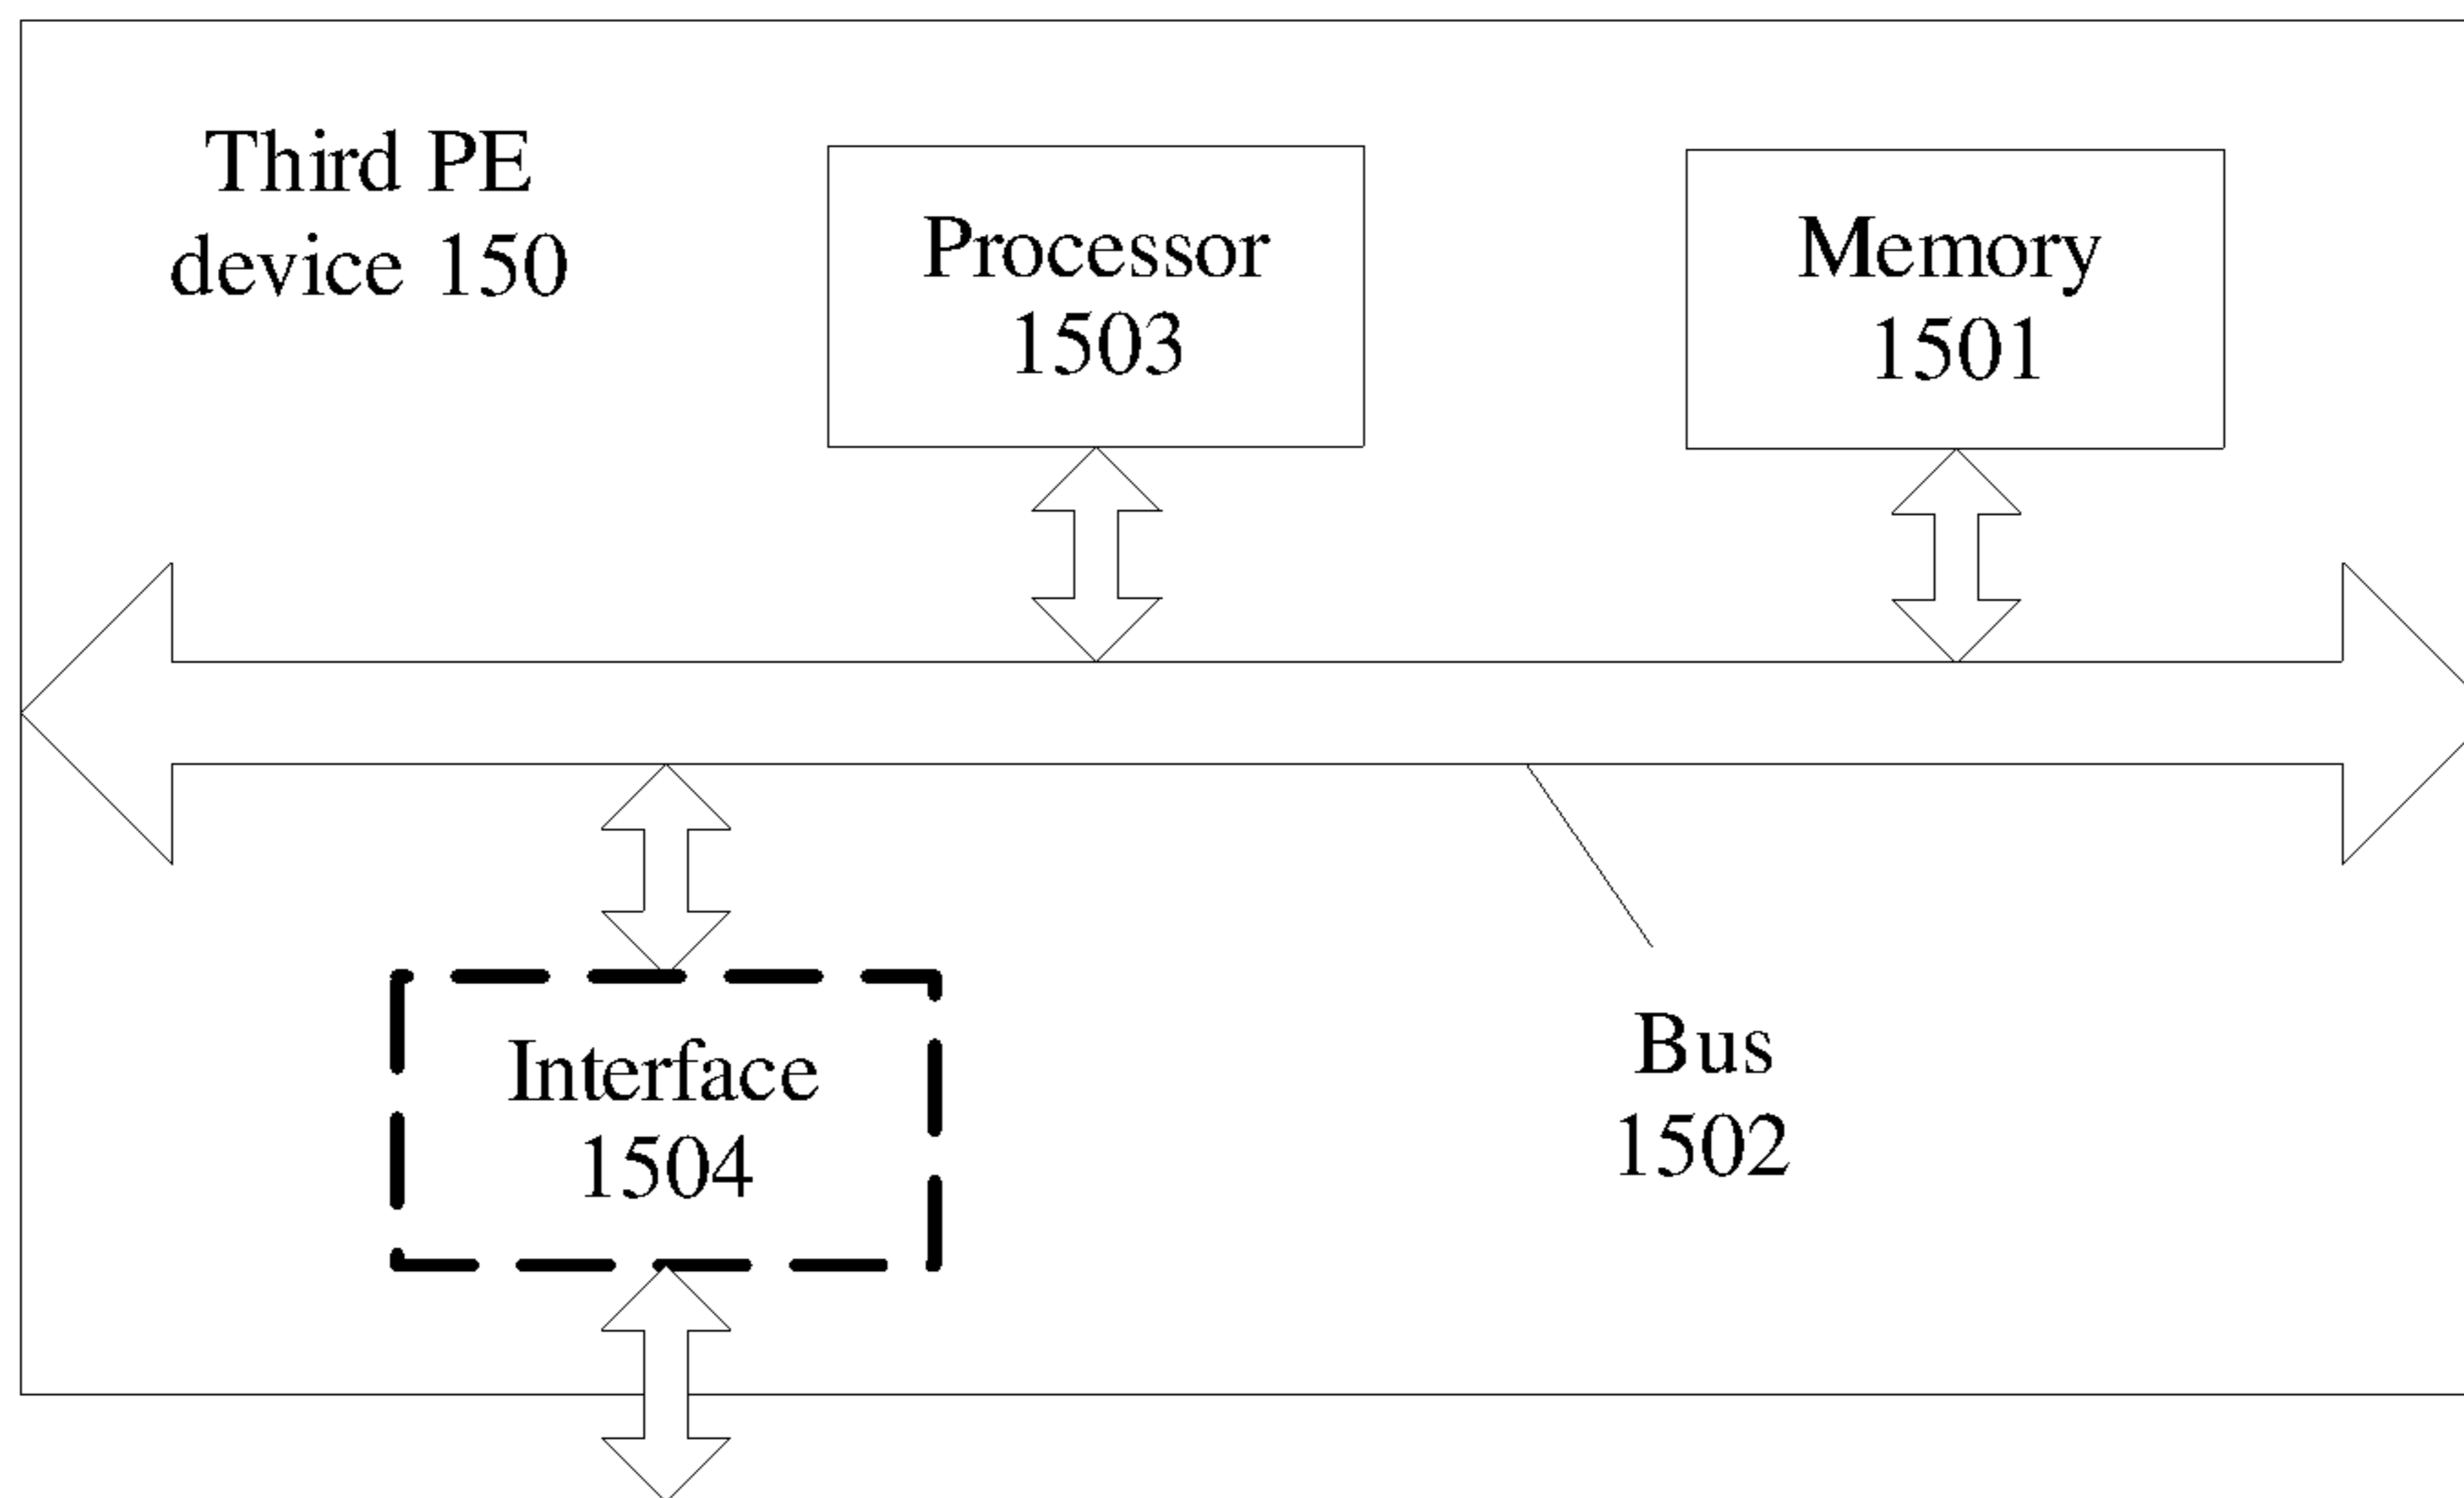 Third PE
device 150
Processor
1503
Memory
1501
Interface
1504
Bus
1502